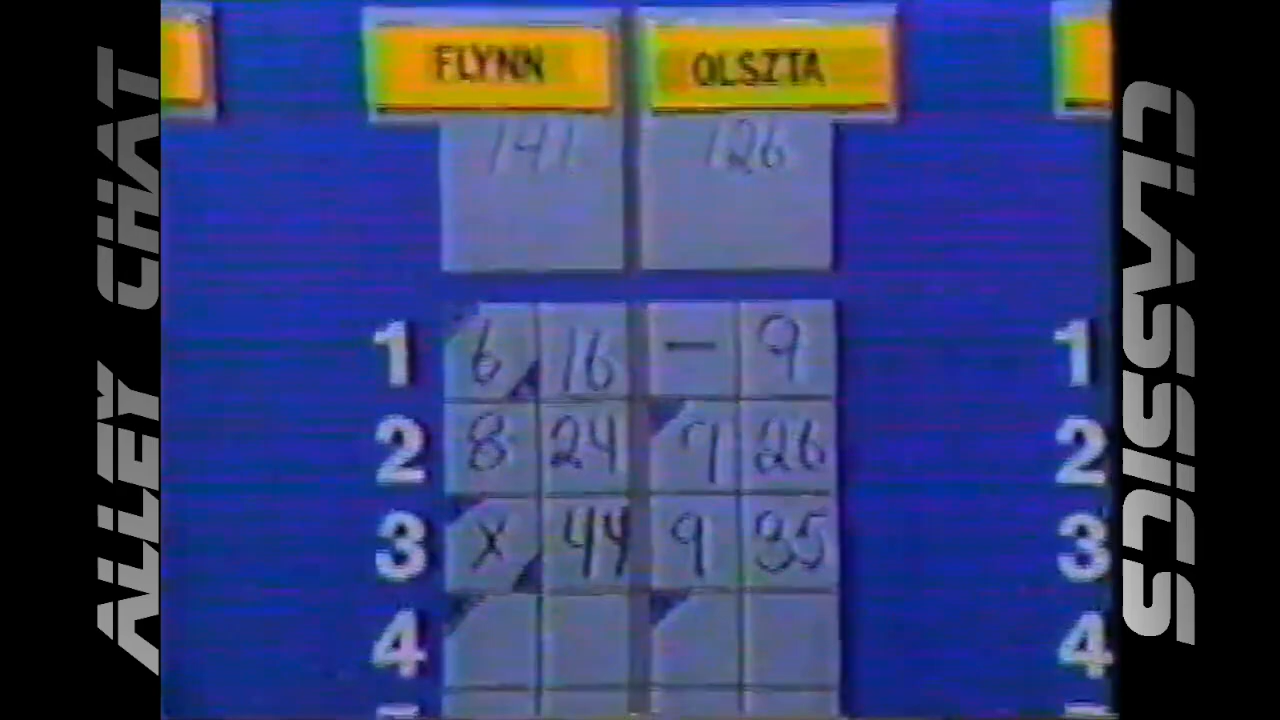 ALLEY CHAT
FLYNN OLSZTA
141 126
1 6 16 — 9 1
2 8 24 7 26 2
3 X 44 9 35 3
4 4
CLASSICS